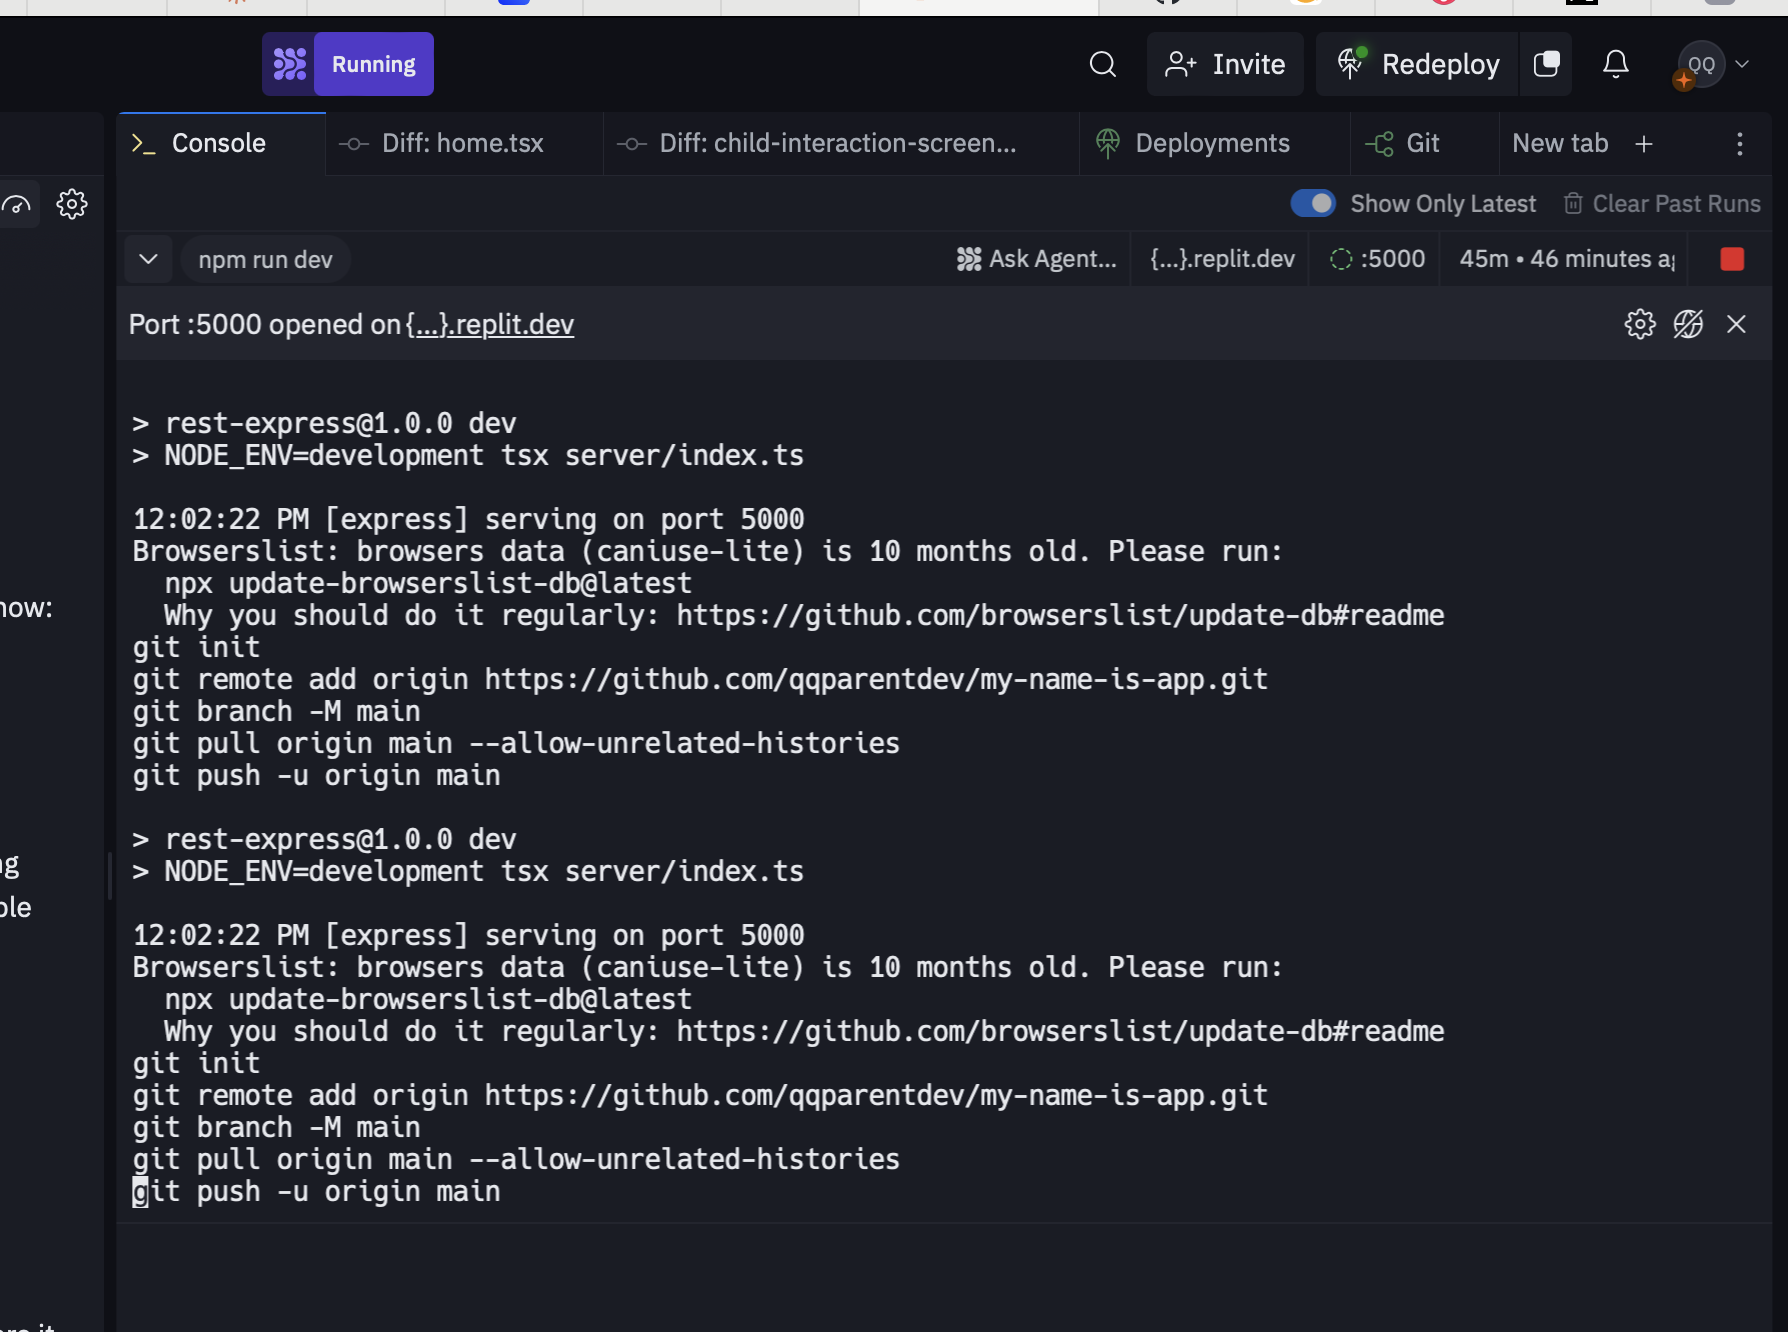 Running
Invite
Redeploy
QQ
Console
Diff: home.tsx
Diff: child-interaction-screen...
Deployments
Git
New tab +
Show Only Latest
Clear Past Runs
npm run dev
Ask Agent...
{...}.replit.dev
:5000
45m • 46 minutes
Port :5000 opened on {...}.replit.dev
> rest-express@1.0.0 dev
> NODE_ENV=development tsx server/index.ts
12:02:22 PM [express] serving on port 5000
Browserslist: browsers data (caniuse-lite) is 10 months old. Please run:
npx update-browserslist-db@latest
Why you should do it regularly: https://github.com/browserslist/update-db#readme
git init
git remote add origin https://github.com/qqparentdev/my-name-is-app.git
git branch -M main
git pull origin main --allow-unrelated-histories
git push -u origin main
> rest-express@1.0.0 dev
> NODE_ENV=development tsx server/index.ts
12:02:22 PM [express] serving on port 5000
Browserslist: browsers data (caniuse-lite) is 10 months old. Please run:
npx update-browserslist-db@latest
Why you should do it regularly: https://github.com/browserslist/update-db#readme
git init
git remote add origin https://github.com/qqparentdev/my-name-is-app.git
git branch -M main
git pull origin main --allow-unrelated-histories
git push -u origin main